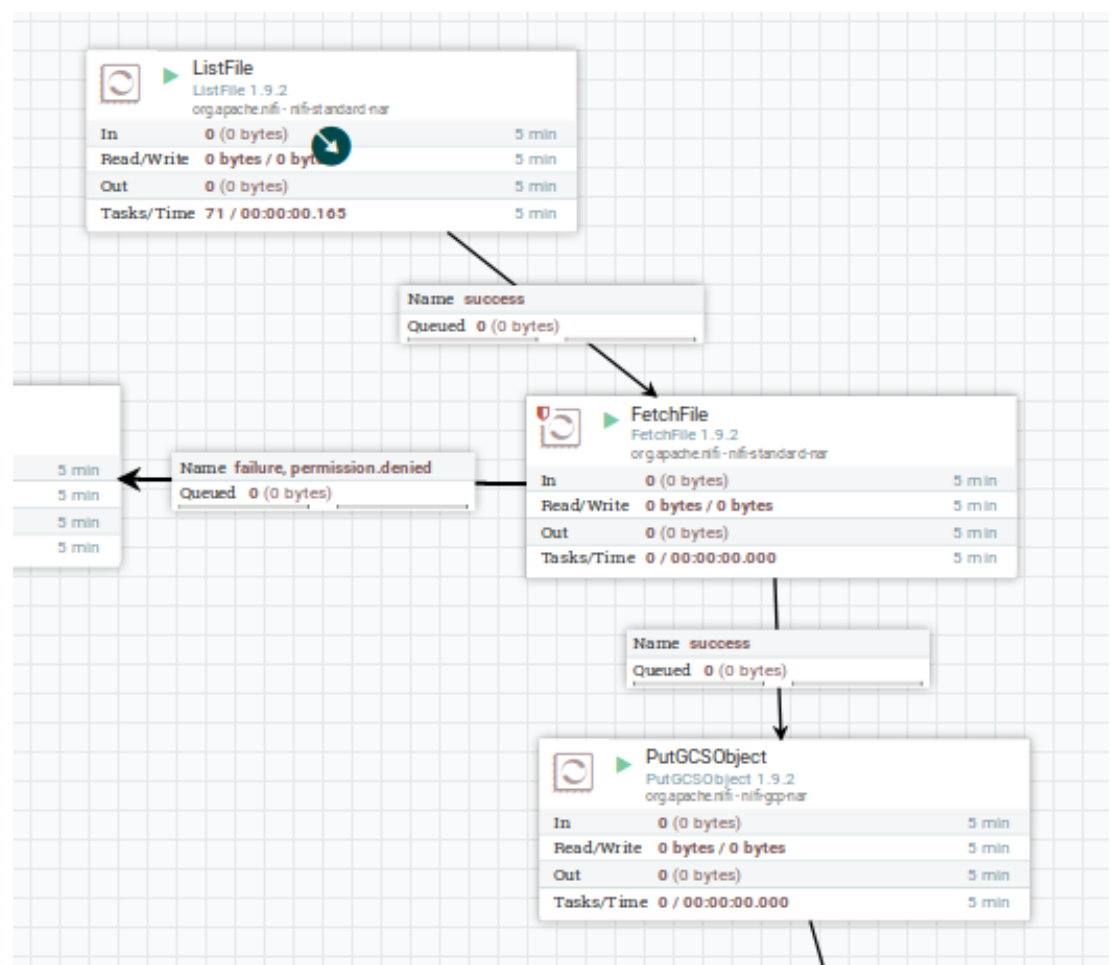 ListFile
ListFile 1.9.2
org.apache.nifi - nifi-standard-nar
In 0 (0 bytes) 5 min
Read/Write 0 bytes / 0 byt 5 min
Out 0 (0 bytes) 5 min
Tasks/Time 71 / 00:00:00.165 5 min
Name success
Queued 0 (0 bytes)
FetchFile
FetchFile 1.9.2
org.apache.nifi - nifi-standard-nar
In 0 (0 bytes) 5 min
Read/Write 0 bytes / 0 bytes 5 min
Out 0 (0 bytes) 5 min
Tasks/Time 0 / 00:00:00.000 5 min
Name failure, permission.denied
Queued 0 (0 bytes)
5 min
5 min
5 min
5 min
Name success
Queued 0 (0 bytes)
PutGCSObject
PutGCSObject 1.9.2
org.apache.nifi - nifi-gcp-nar
In 0 (0 bytes) 5 min
Read/Write 0 bytes / 0 bytes 5 min
Out 0 (0 bytes) 5 min
Tasks/Time 0 / 00:00:00.000 5 min